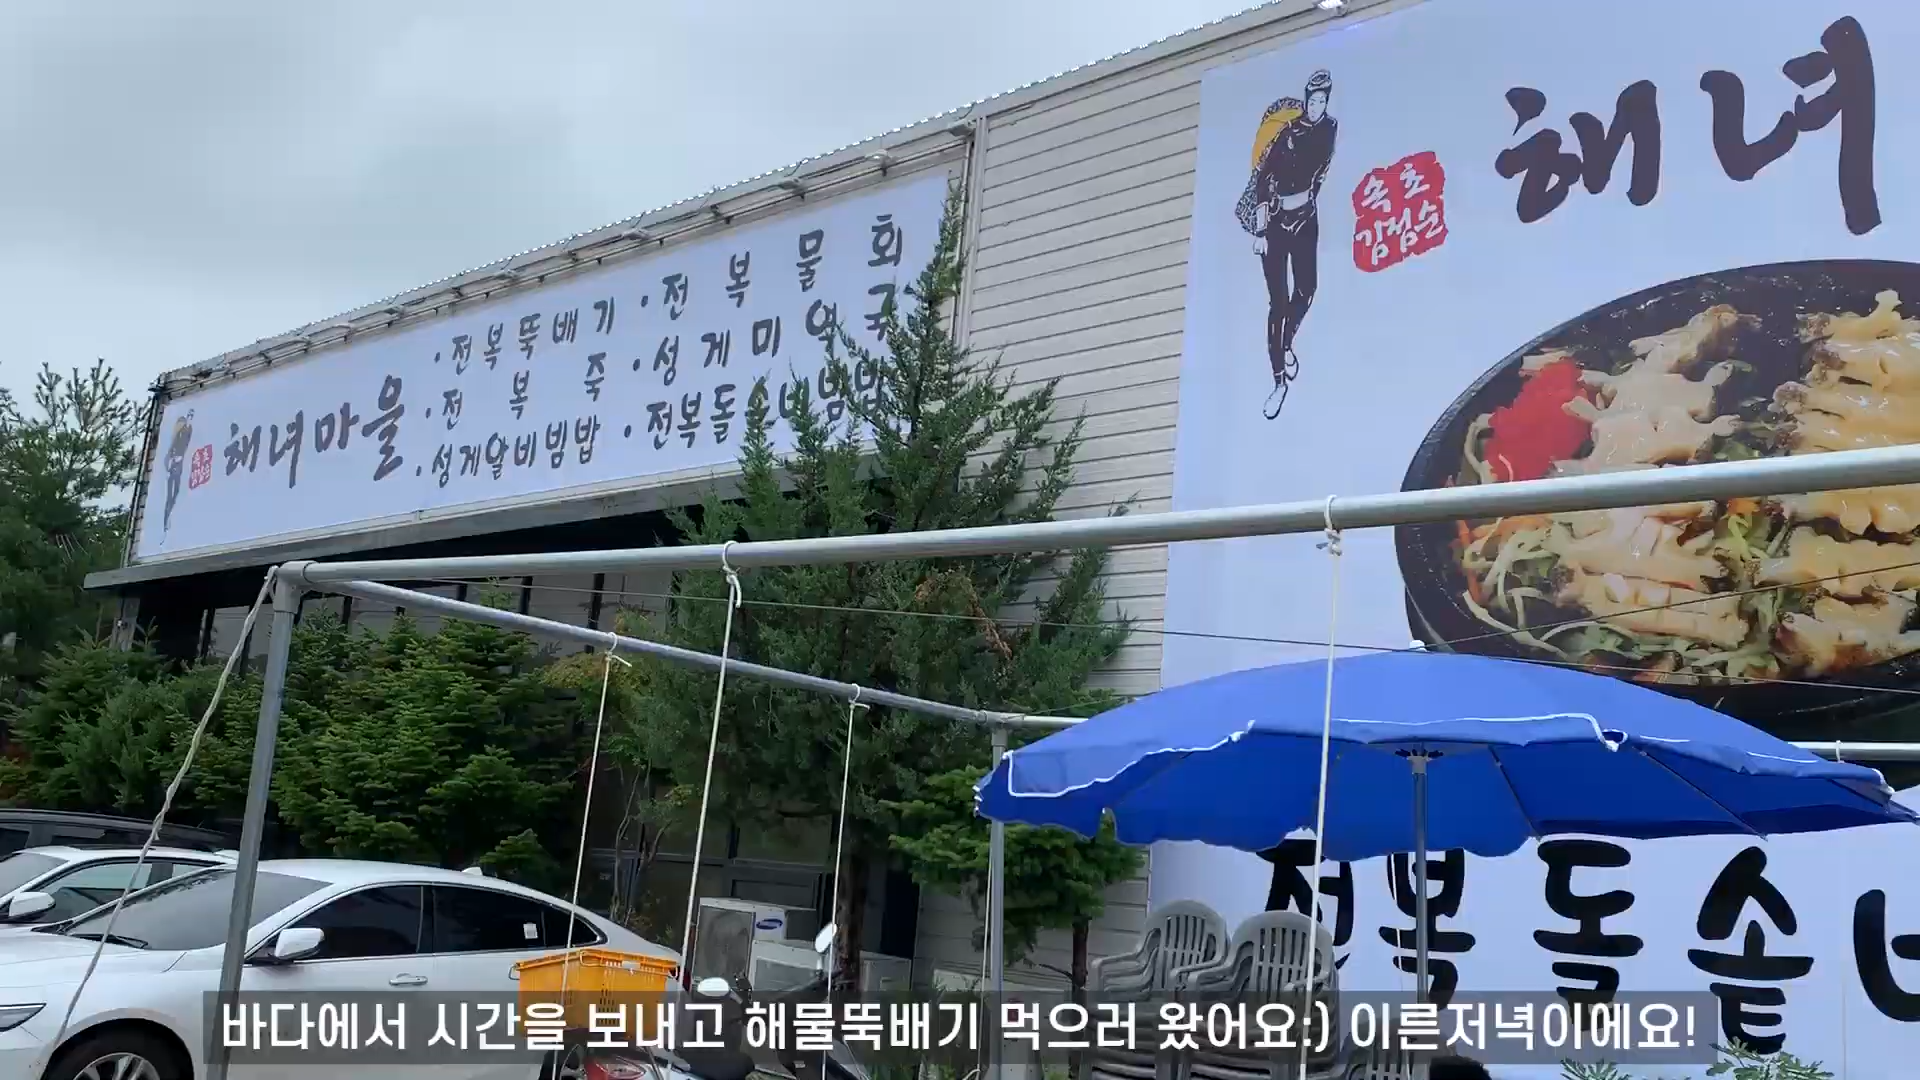 해녀마을
·전복뚝배기 ·전복물회
·전복죽 ·성게미역국
·성게알비빔밥 ·전복돌솥비빔밥
속초
김정순
해녀
전복돌솥
SAMSUNG
바다에서 시간을 보내고 해물뚝배기 먹으러 왔어요:) 이른저녁이에요!